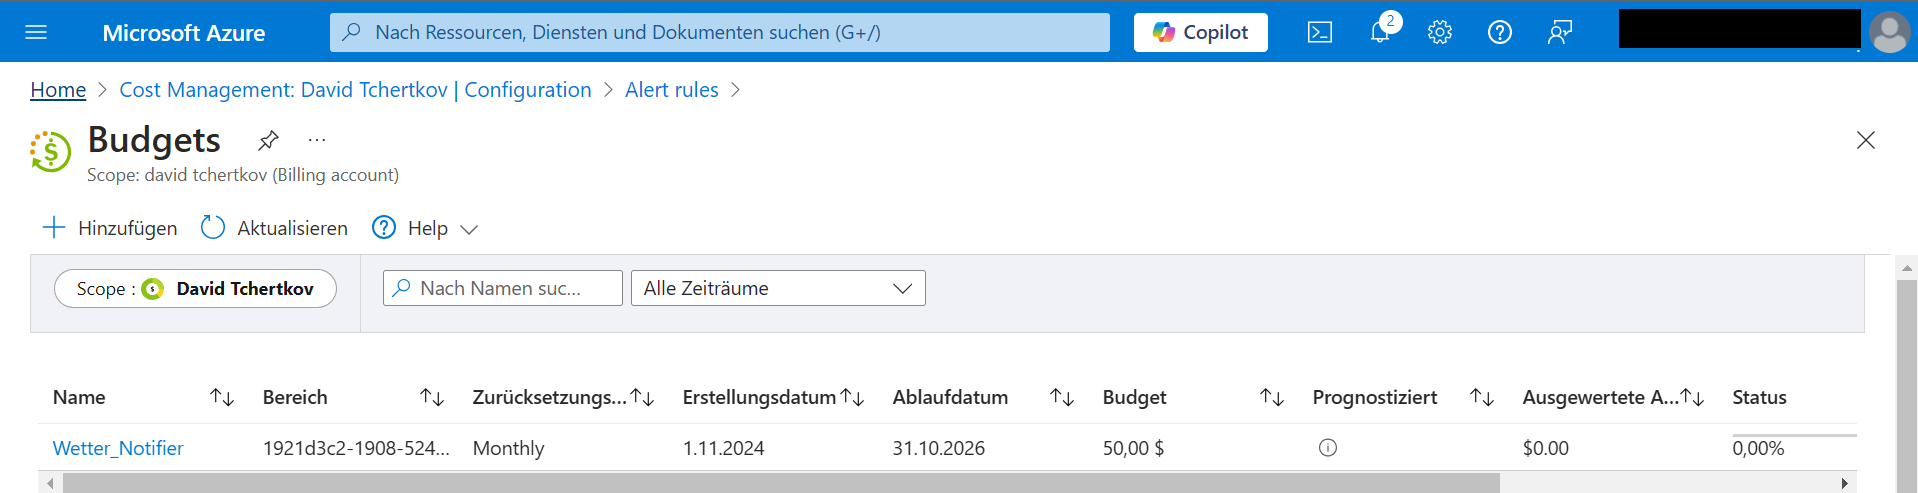 Microsoft Azure
Nach Ressourcen, Diensten und Dokumenten suchen (G+/)
Copilot
2
Home > Cost Management: David Tchertkov | Configuration > Alert rules >
Budgets ...
Scope: david tchertkov (Billing account)
Hinzufügen Aktualisieren Help
Scope : David Tchertkov Nach Namen suc... Alle Zeiträume
Name Bereich Zurücksetzungs... Erstellungsdatum Ablaufdatum Budget Prognostiziert Ausgewertete A... Status
Wetter_Notifier 1921d3c2-1908-524... Monthly 1.11.2024 31.10.2026 50,00 $ $0.00 0,00%